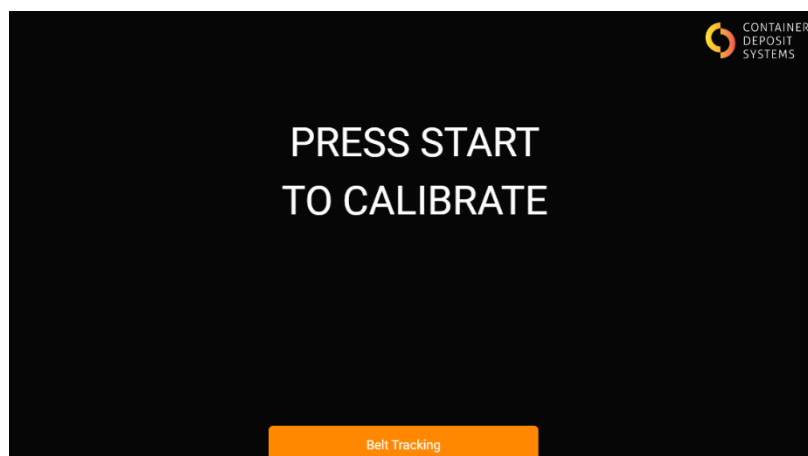 CONTAINER
DEPOSIT
SYSTEMS
PRESS START
TO CALIBRATE
Belt Tracking